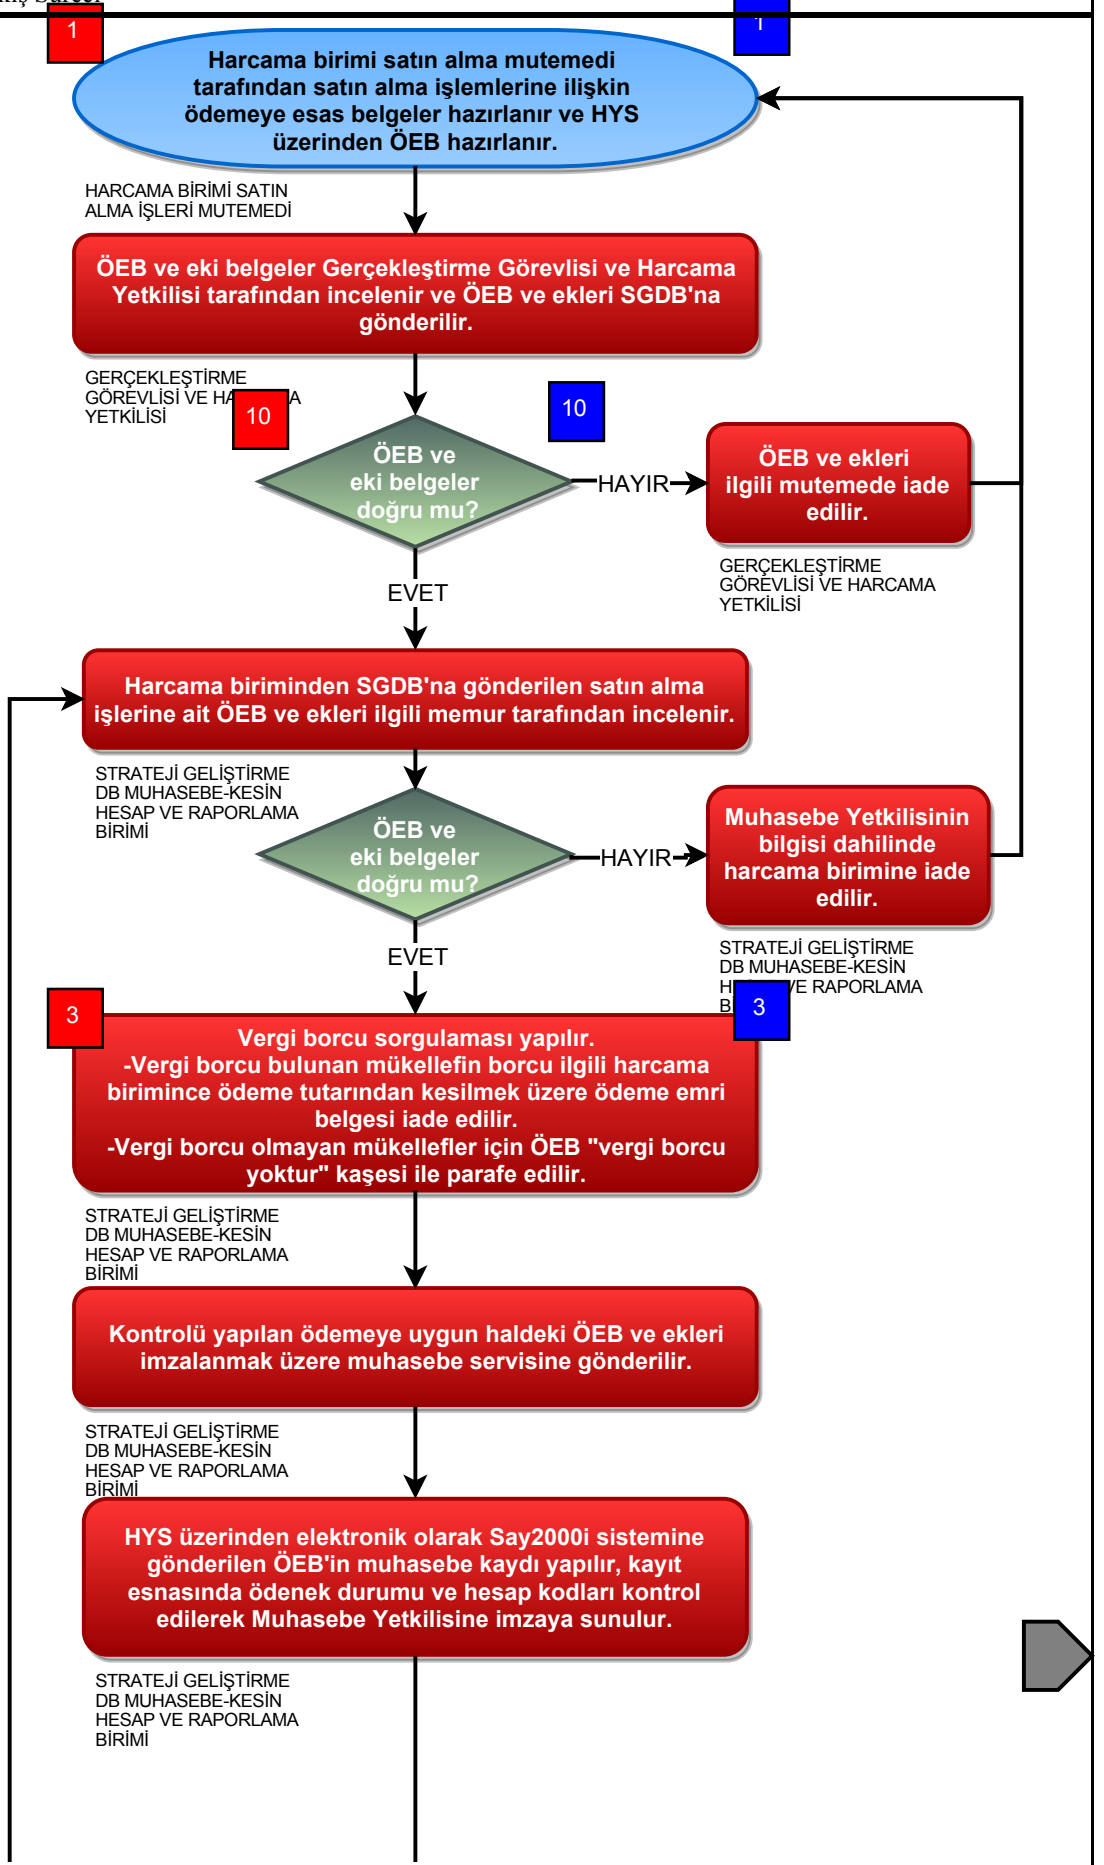 1
1
Harcama birimi satın alma mutemedi
tarafından satın alma işlemlerine ilişkin
ödemeye esas belgeler hazırlanır ve HYS
üzerinden ÖEB hazırlanır.
HARCAMA BİRİMİ SATIN
ALMA İŞLERİ MUTEMEDİ
ÖEB ve eki belgeler Gerçekleştirme Görevlisi ve Harcama
Yetkilisi tarafından incelenir ve ÖEB ve ekleri SGDB'na
gönderilir.
GERÇEKLEŞTİRME
GÖREVLİSİ VE
YETKİLİSİ
10
10
ÖEB ve
eki belgeler
doğru mu?
HAYIR
ÖEB ve ekleri
ilgili mutemede iade
edilir.
GERÇEKLEŞTİRME
GÖREVLİSİ VE HARCAMA
YETKİLİSİ
EVET
Harcama biriminden SGDB'na gönderilen satın alma
işlerine ait ÖEB ve ekleri ilgili memur tarafından incelenir.
STRATEJİ GELİŞTİRME
DB MUHASEBE-KESİN
HESAP VE RAPORLAMA
BİRİMİ
ÖEB ve
eki belgeler
doğru mu?
HAYIR
Muhasebe Yetkilisinin
bilgisi dahilinde
harcama birimine iade
edilir.
STRATEJİ GELİŞTİRME
DB MUHASEBE-KESİN
VE RAPORLAMA
EVET
3
3
Vergi borcu sorgulaması yapılır.
-Vergi borcu bulunan mükellefin borcu ilgili harcama
birimince ödeme tutarından kesilmek üzere ödeme emri
belgesi iade edilir.
-Vergi borcu olmayan mükellefler için ÖEB "vergi borcu
yoktur" kaşesi ile parafe edilir.
STRATEJİ GELİŞTİRME
DB MUHASEBE-KESİN
HESAP VE RAPORLAMA
BİRİMİ
Kontrolü yapılan ödemeye uygun haldeki ÖEB ve ekleri
imzalanmak üzere muhasebe servisine gönderilir.
STRATEJİ GELİŞTİRME
DB MUHASEBE-KESİN
HESAP VE RAPORLAMA
BİRİMİ
HYS üzerinden elektronik olarak Say2000i sistemine
gönderilen ÖEB'in muhasebe kaydı yapılır, kayıt
esnasında ödenek durumu ve hesap kodları kontrol
edilerek Muhasebe Yetkilisine imzaya sunulur.
STRATEJİ GELİŞTİRME
DB MUHASEBE-KESİN
HESAP VE RAPORLAMA
BİRİMİ